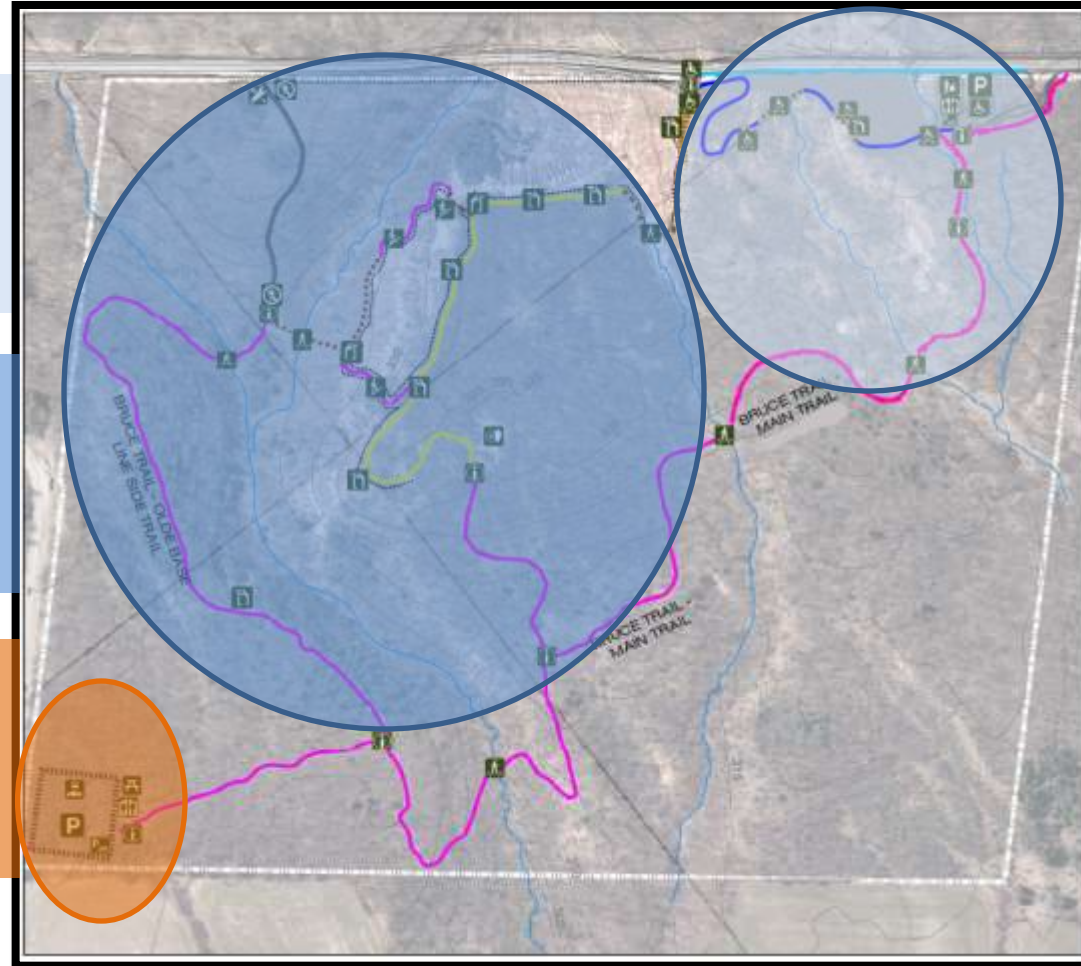 P
BRUCE TRAIL - OLDE BASE
LINE SIDE TRAIL
BRUCE TRAIL -
MAIN TRAIL
BRUCE TRAIL -
MAIN TRAIL
P